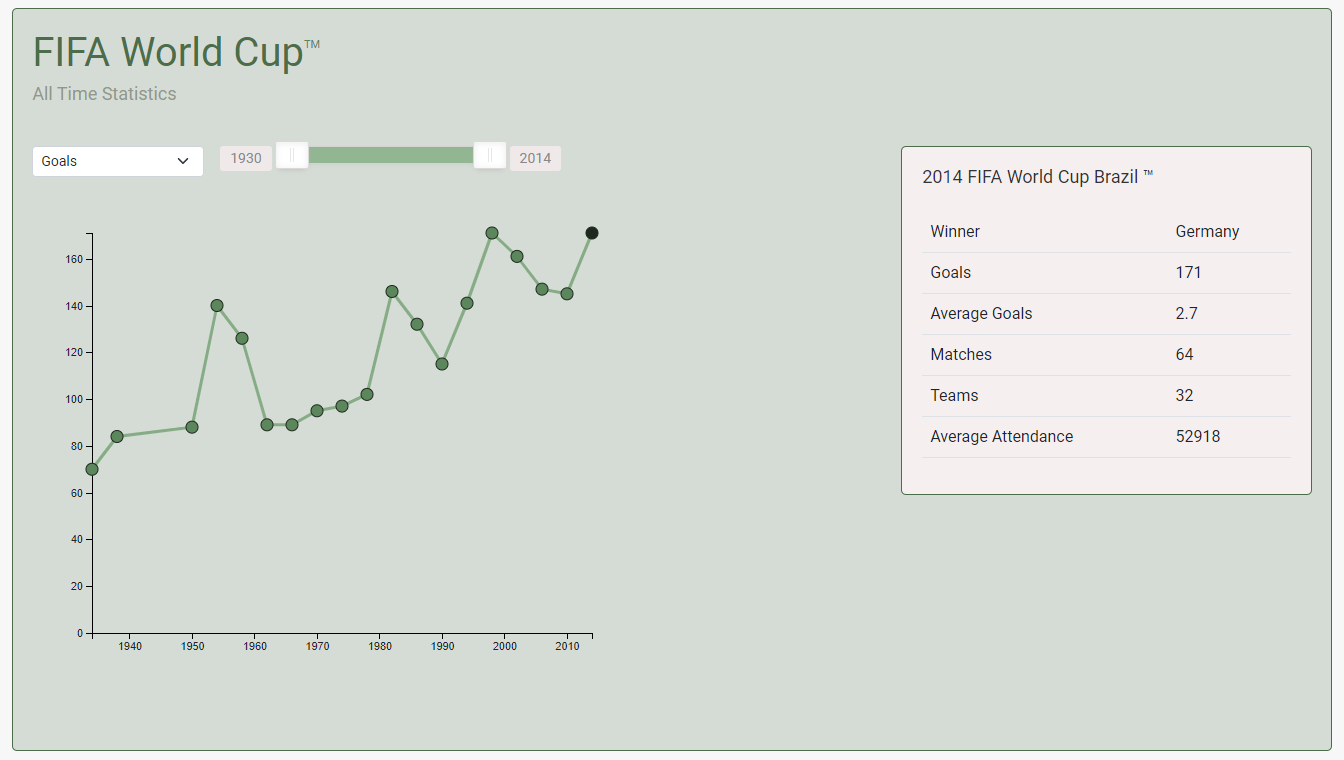 FIFA World Cup™
All Time Statistics
Goals
1930
2014
160
140
120
100
80
60
40
20
0
1940 1950 1960 1970 1980 1990 2000 2010
2014 FIFA World Cup Brazil ™
Winner Germany
Goals 171
Average Goals 2.7
Matches 64
Teams 32
Average Attendance 52918